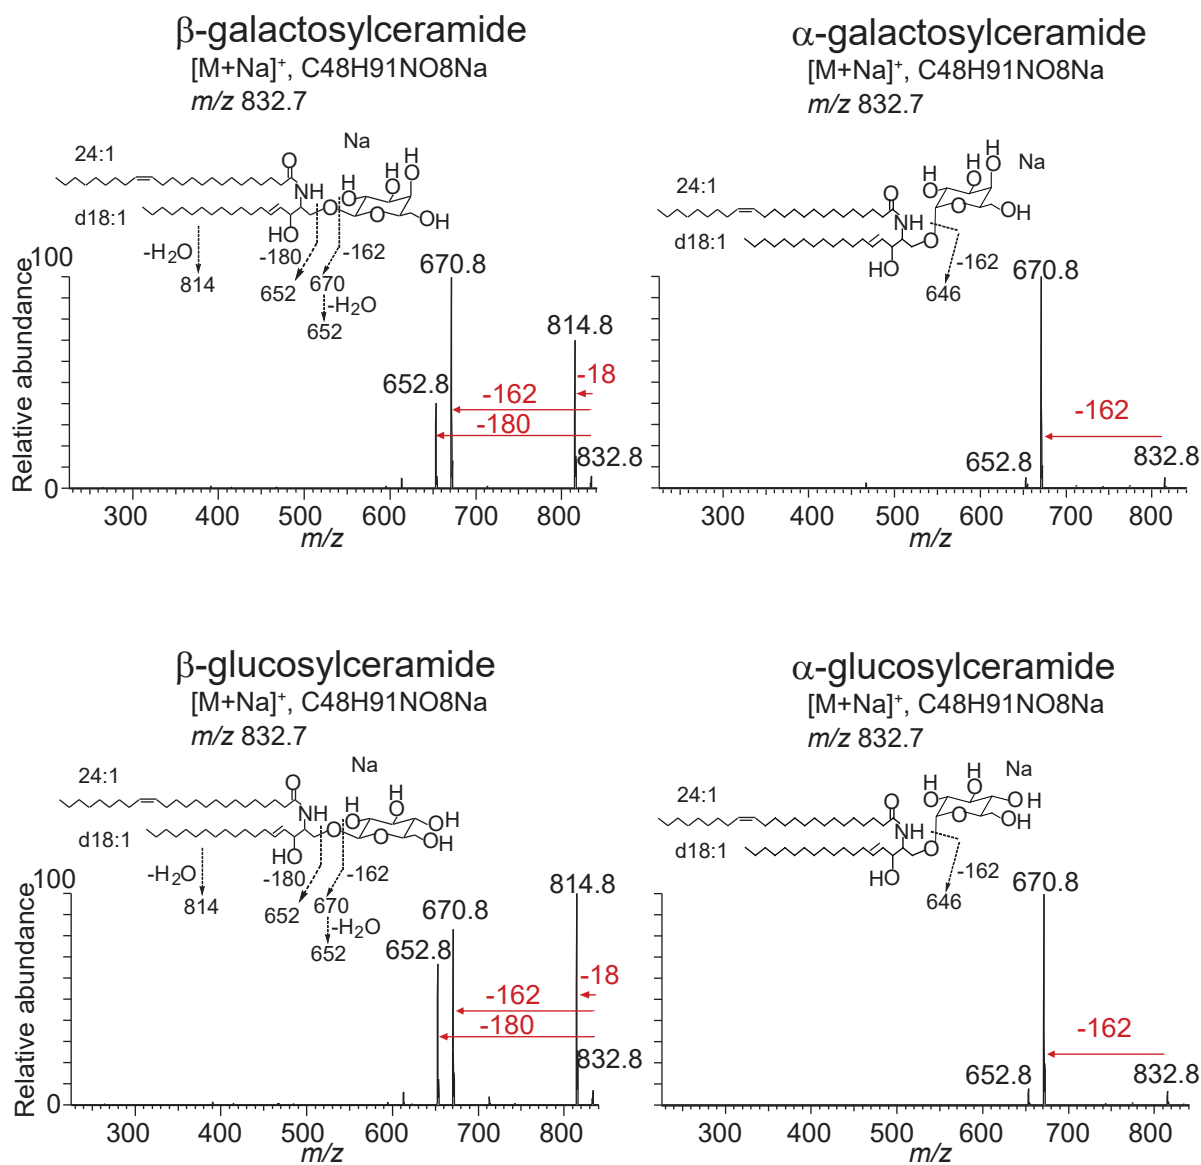 β-galactosylceramide
[M+Na]+, C48H91NO8Na
m/z 832.7
24:1
d18:1
O
NH
HO
O
Na
H
O
H
O
H
O
O
OH
-H2O
814
-180
652
-162
670
-H2O
652
Relative abundance
100
0
652.8
670.8
814.8
832.8
-18
-162
-180
300 400 500 600 700 800
m/z
α-galactosylceramide
[M+Na]+, C48H91NO8Na
m/z 832.7
24:1
d18:1
O
NH
HO
O
Na
H
O
H
O
H
O
O
OH
-162
646
670.8
652.8
832.8
-162
300 400 500 600 700 800
m/z
β-glucosylceramide
[M+Na]+, C48H91NO8Na
m/z 832.7
24:1
d18:1
O
NH
HO
O
Na
H
O
H
O
OH
O
OH
-H2O
814
-180
652
-162
670
-H2O
652
Relative abundance
100
0
652.8
670.8
814.8
832.8
-18
-162
-180
300 400 500 600 700 800
m/z
α-glucosylceramide
[M+Na]+, C48H91NO8Na
m/z 832.7
24:1
d18:1
O
NH
HO
O
Na
H
O
H
O
OH
O
OH
-162
646
670.8
652.8
832.8
-162
300 400 500 600 700 800
m/z